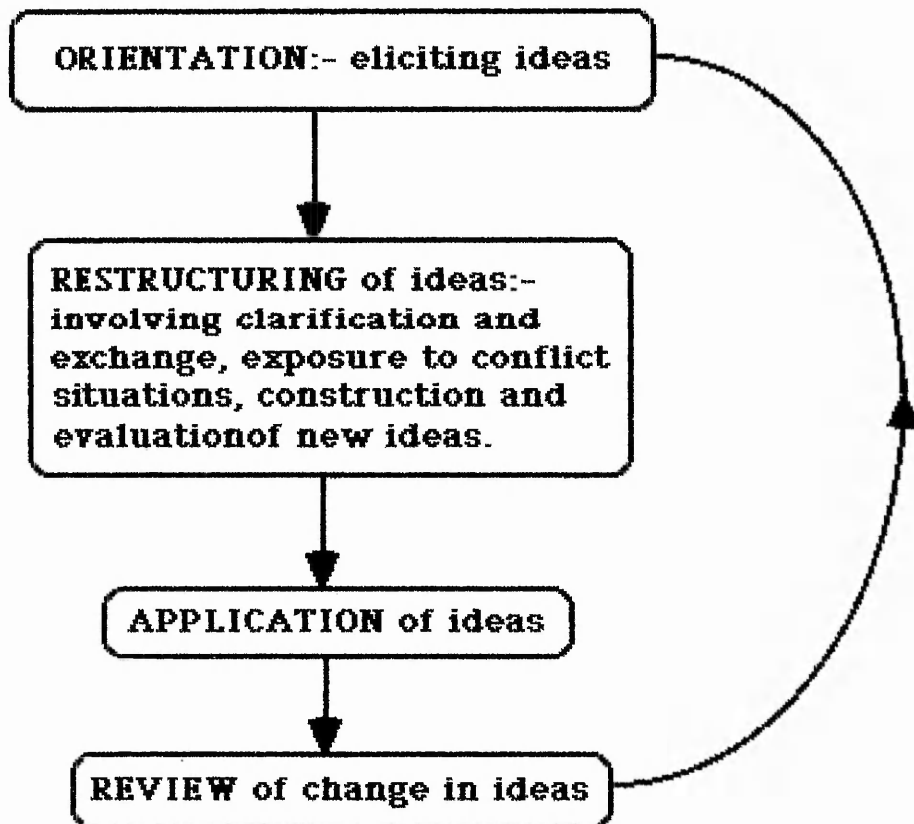 ORIENTATION:- eliciting ideas
RESTRUCTURING of ideas:-
involving clarification and
exchange, exposure to conflict
situations, construction and
evaluationof new ideas.
APPLICATION of ideas
REVIEW of change in ideas